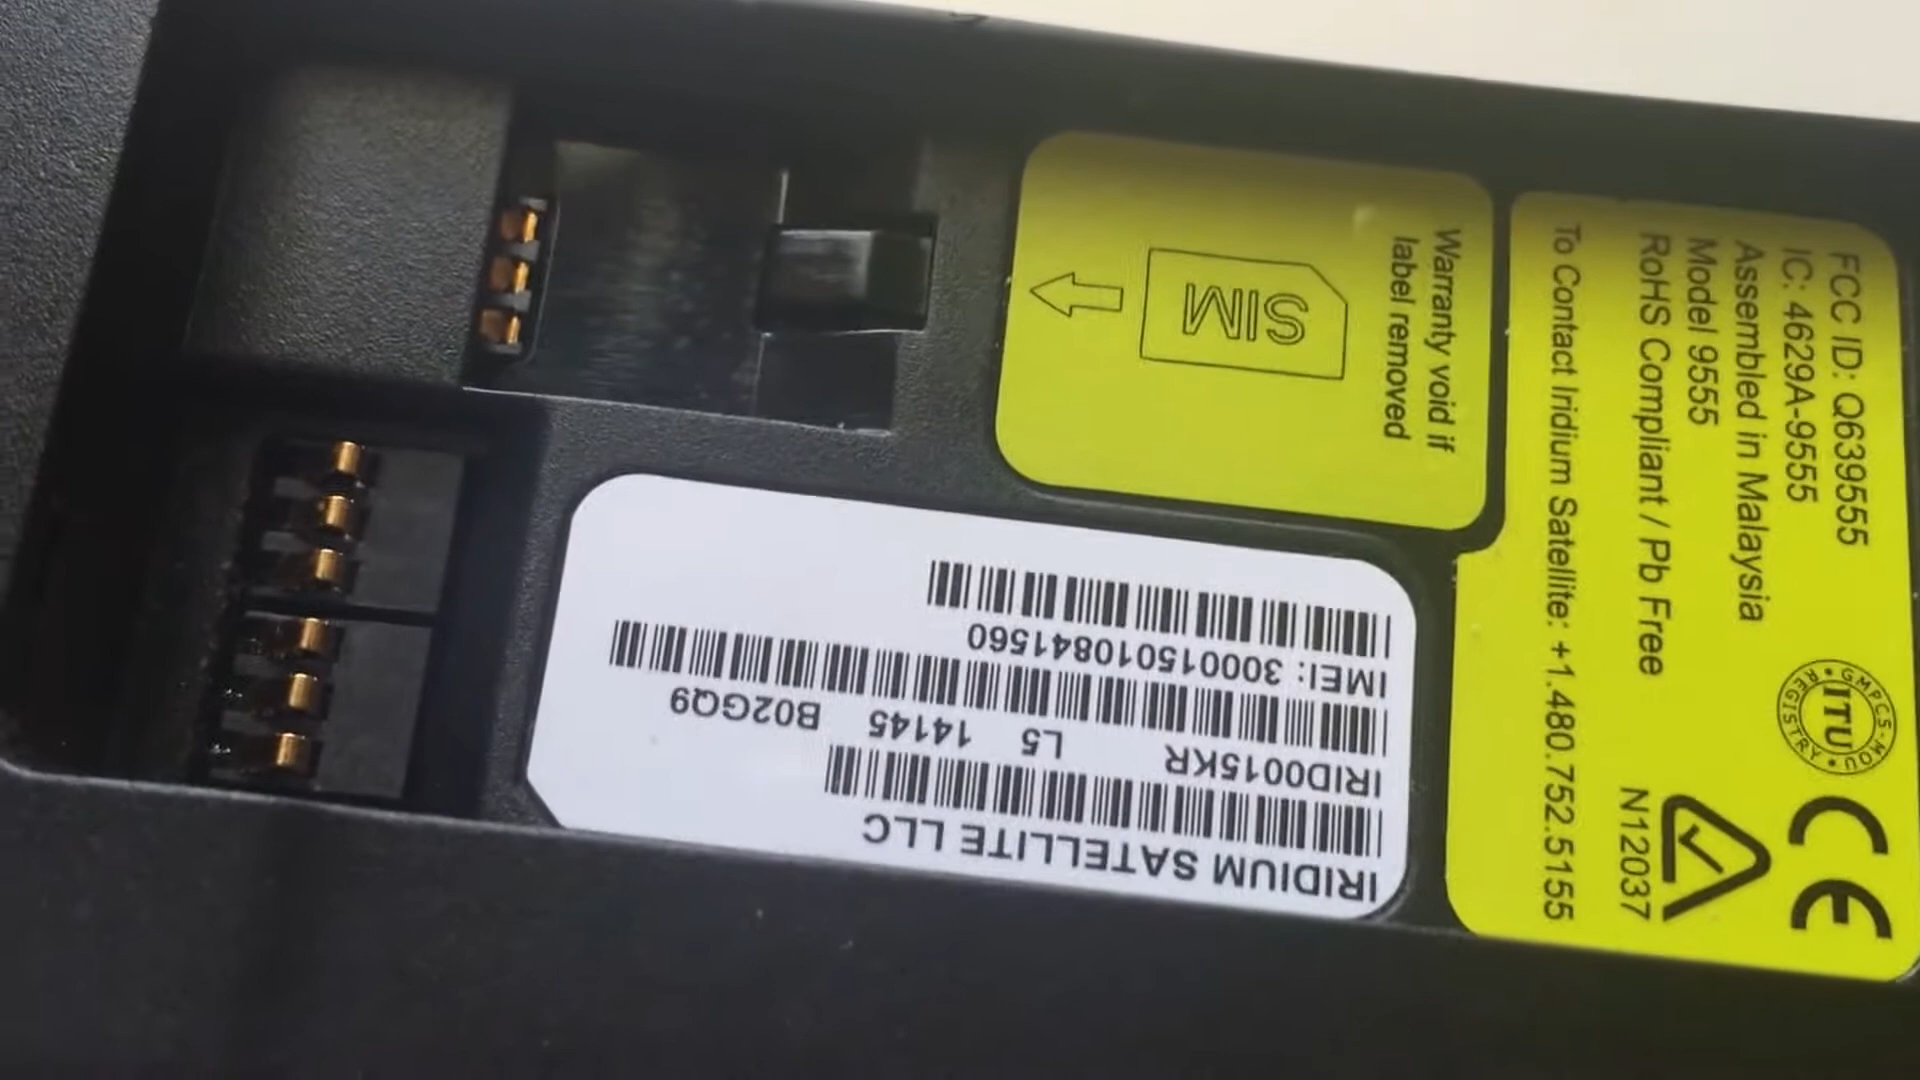 FCC ID: Q639555
IC: 4629A-9555
Assembled in Malaysia
Model 9555
RoHS Compliant / Pb Free
To Contact Iridium Satellite: +1.480.752.5155
GMPCS-MOU
ITU
REGISTRY
CE
N12037
Warranty void if
label removed
SIM
IRIDIUM SATELLITE LLC
IRID0015KR L5 14145 B02GQ9
IMEI: 300015010841560